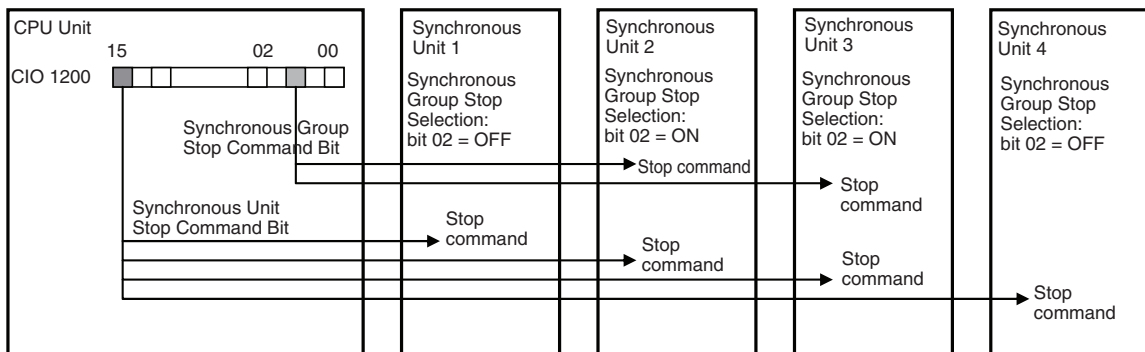 CPU Unit
15 02 00
CIO 1200
Synchronous Group
Stop Command Bit
Synchronous Unit
Stop Command Bit
Synchronous
Unit 1
Synchronous
Group Stop
Selection:
bit 02 = OFF
Stop
command
Synchronous
Unit 2
Synchronous
Group Stop
Selection:
bit 02 = ON
Stop command
Stop
command
Synchronous
Unit 3
Synchronous
Group Stop
Selection:
bit 02 = ON
Stop
command
Stop
command
Synchronous
Unit 4
Synchronous
Group Stop
Selection:
bit 02 = OFF
Stop
command